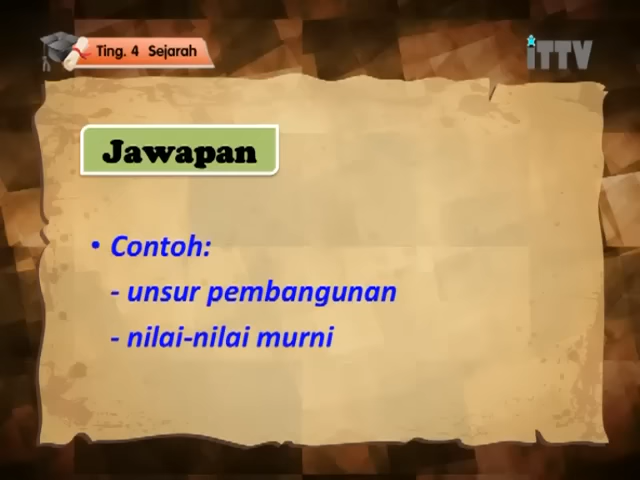 Ting. 4 Sejarah
iTTV
Jawapan
• Contoh:
- unsur pembangunan
- nilai-nilai murni